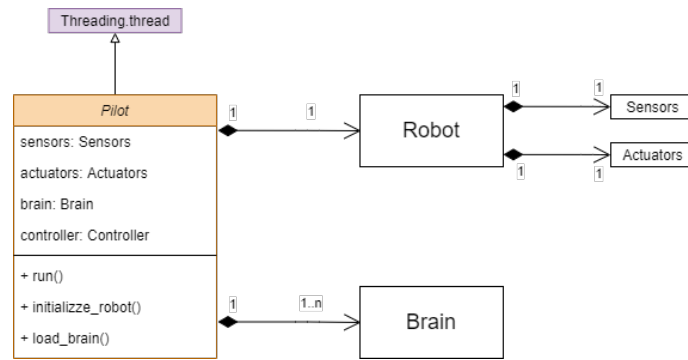 Threading.thread
Pilot
sensors: Sensors
actuators: Actuators
brain: Brain
controller: Controller
+ run()
+ initializze_robot()
+ load_brain()
1
1
Robot
1
1
Sensors
1
1
Actuators
1
1..n
Brain